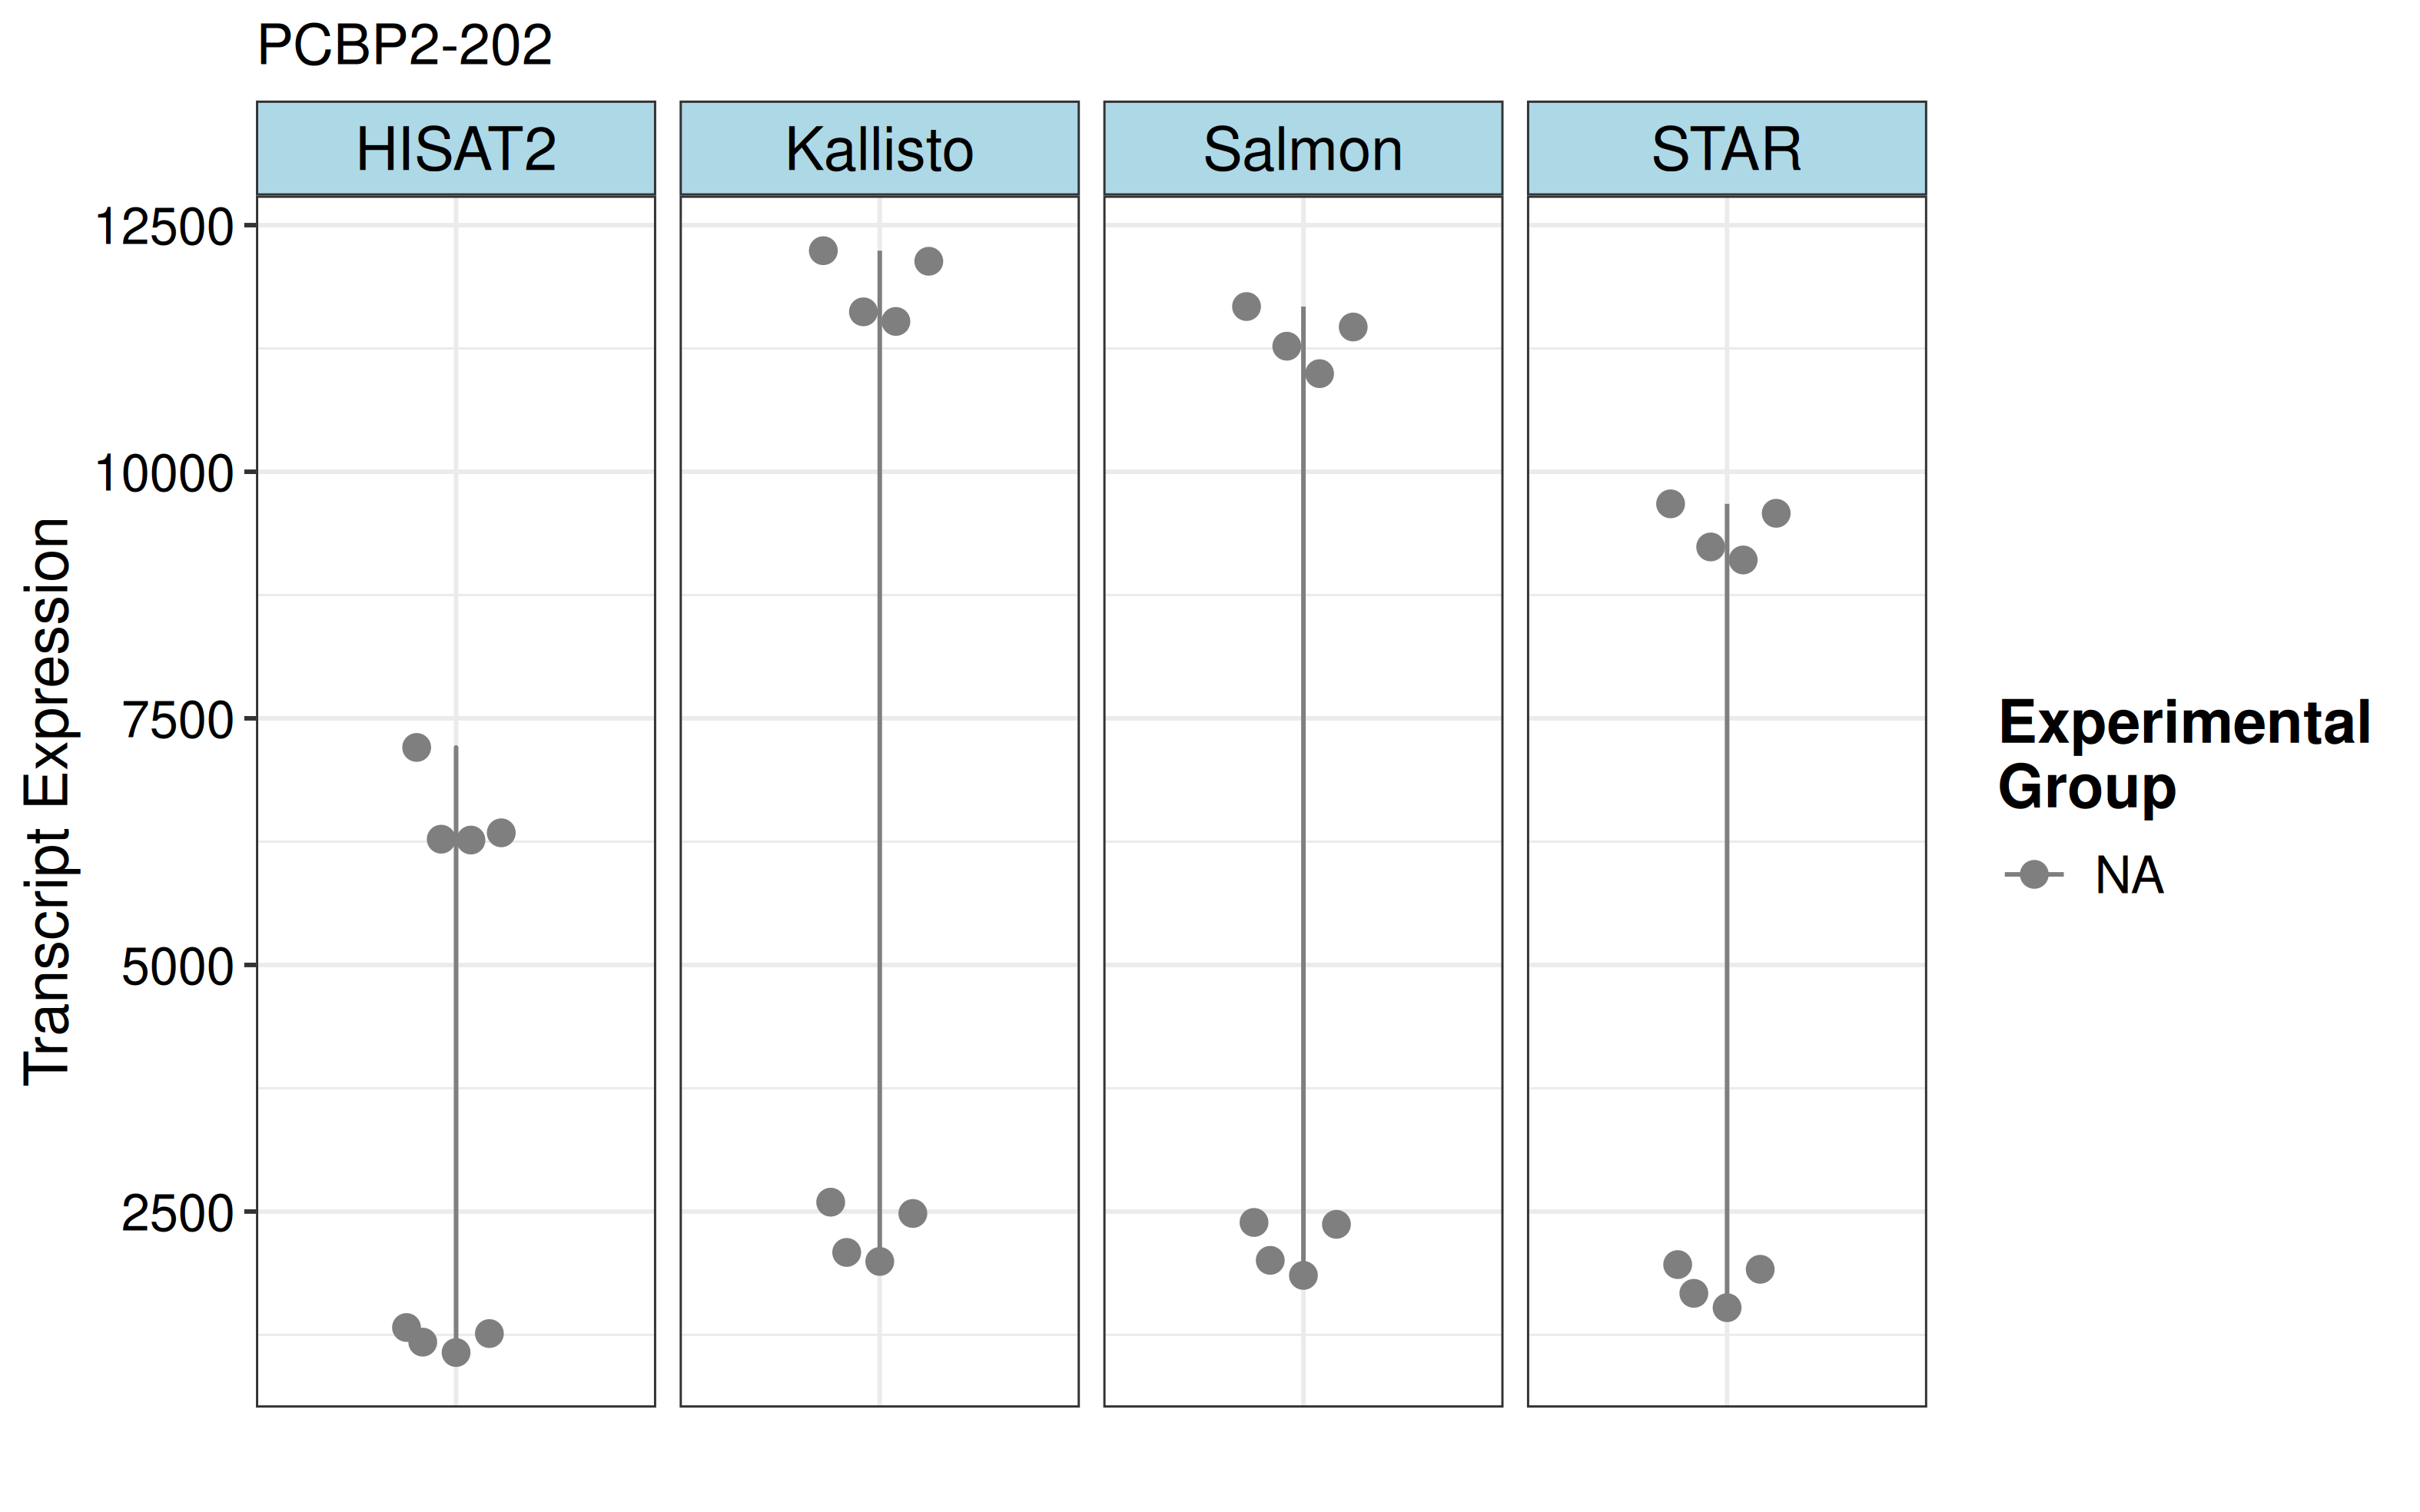 PCBP2-202
HISAT2 Kallisto Salmon STAR
12500
10000
7500
5000
2500
Transcript Expression
Experimental
Group
NA